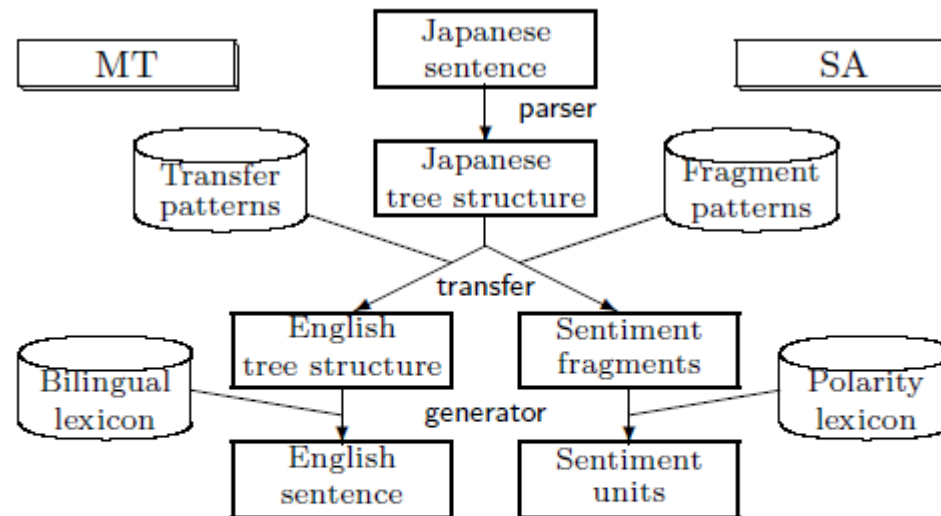 MT
Japanese
sentence
SA
parser
Transfer
patterns
Japanese
tree structure
Fragment
patterns
transfer
English
tree structure
Sentiment
fragments
Bilingual
lexicon
generator
Polarity
lexicon
English
sentence
Sentiment
units